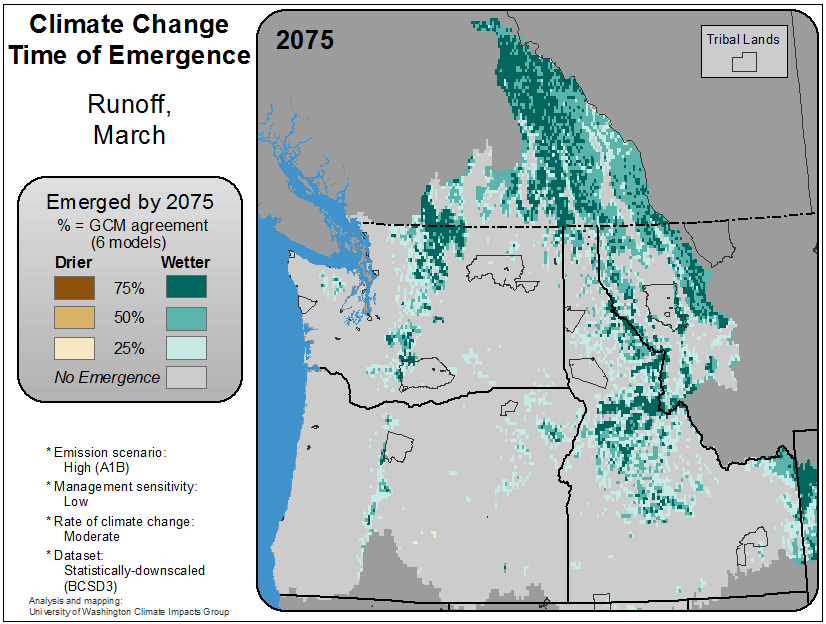 Climate Change
Time of Emergence
Runoff,
March
Emerged by 2075
% = GCM agreement
(6 models)
Drier Wetter
75%
50%
25%
No Emergence
* Emission scenario:
High (A1B)
* Management sensitivity:
Low
* Rate of climate change:
Moderate
* Dataset:
Statistically-downscaled
(BCSD3)
Analysis and mapping:
University of Washington Climate Impacts Group
2075
Tribal Lands